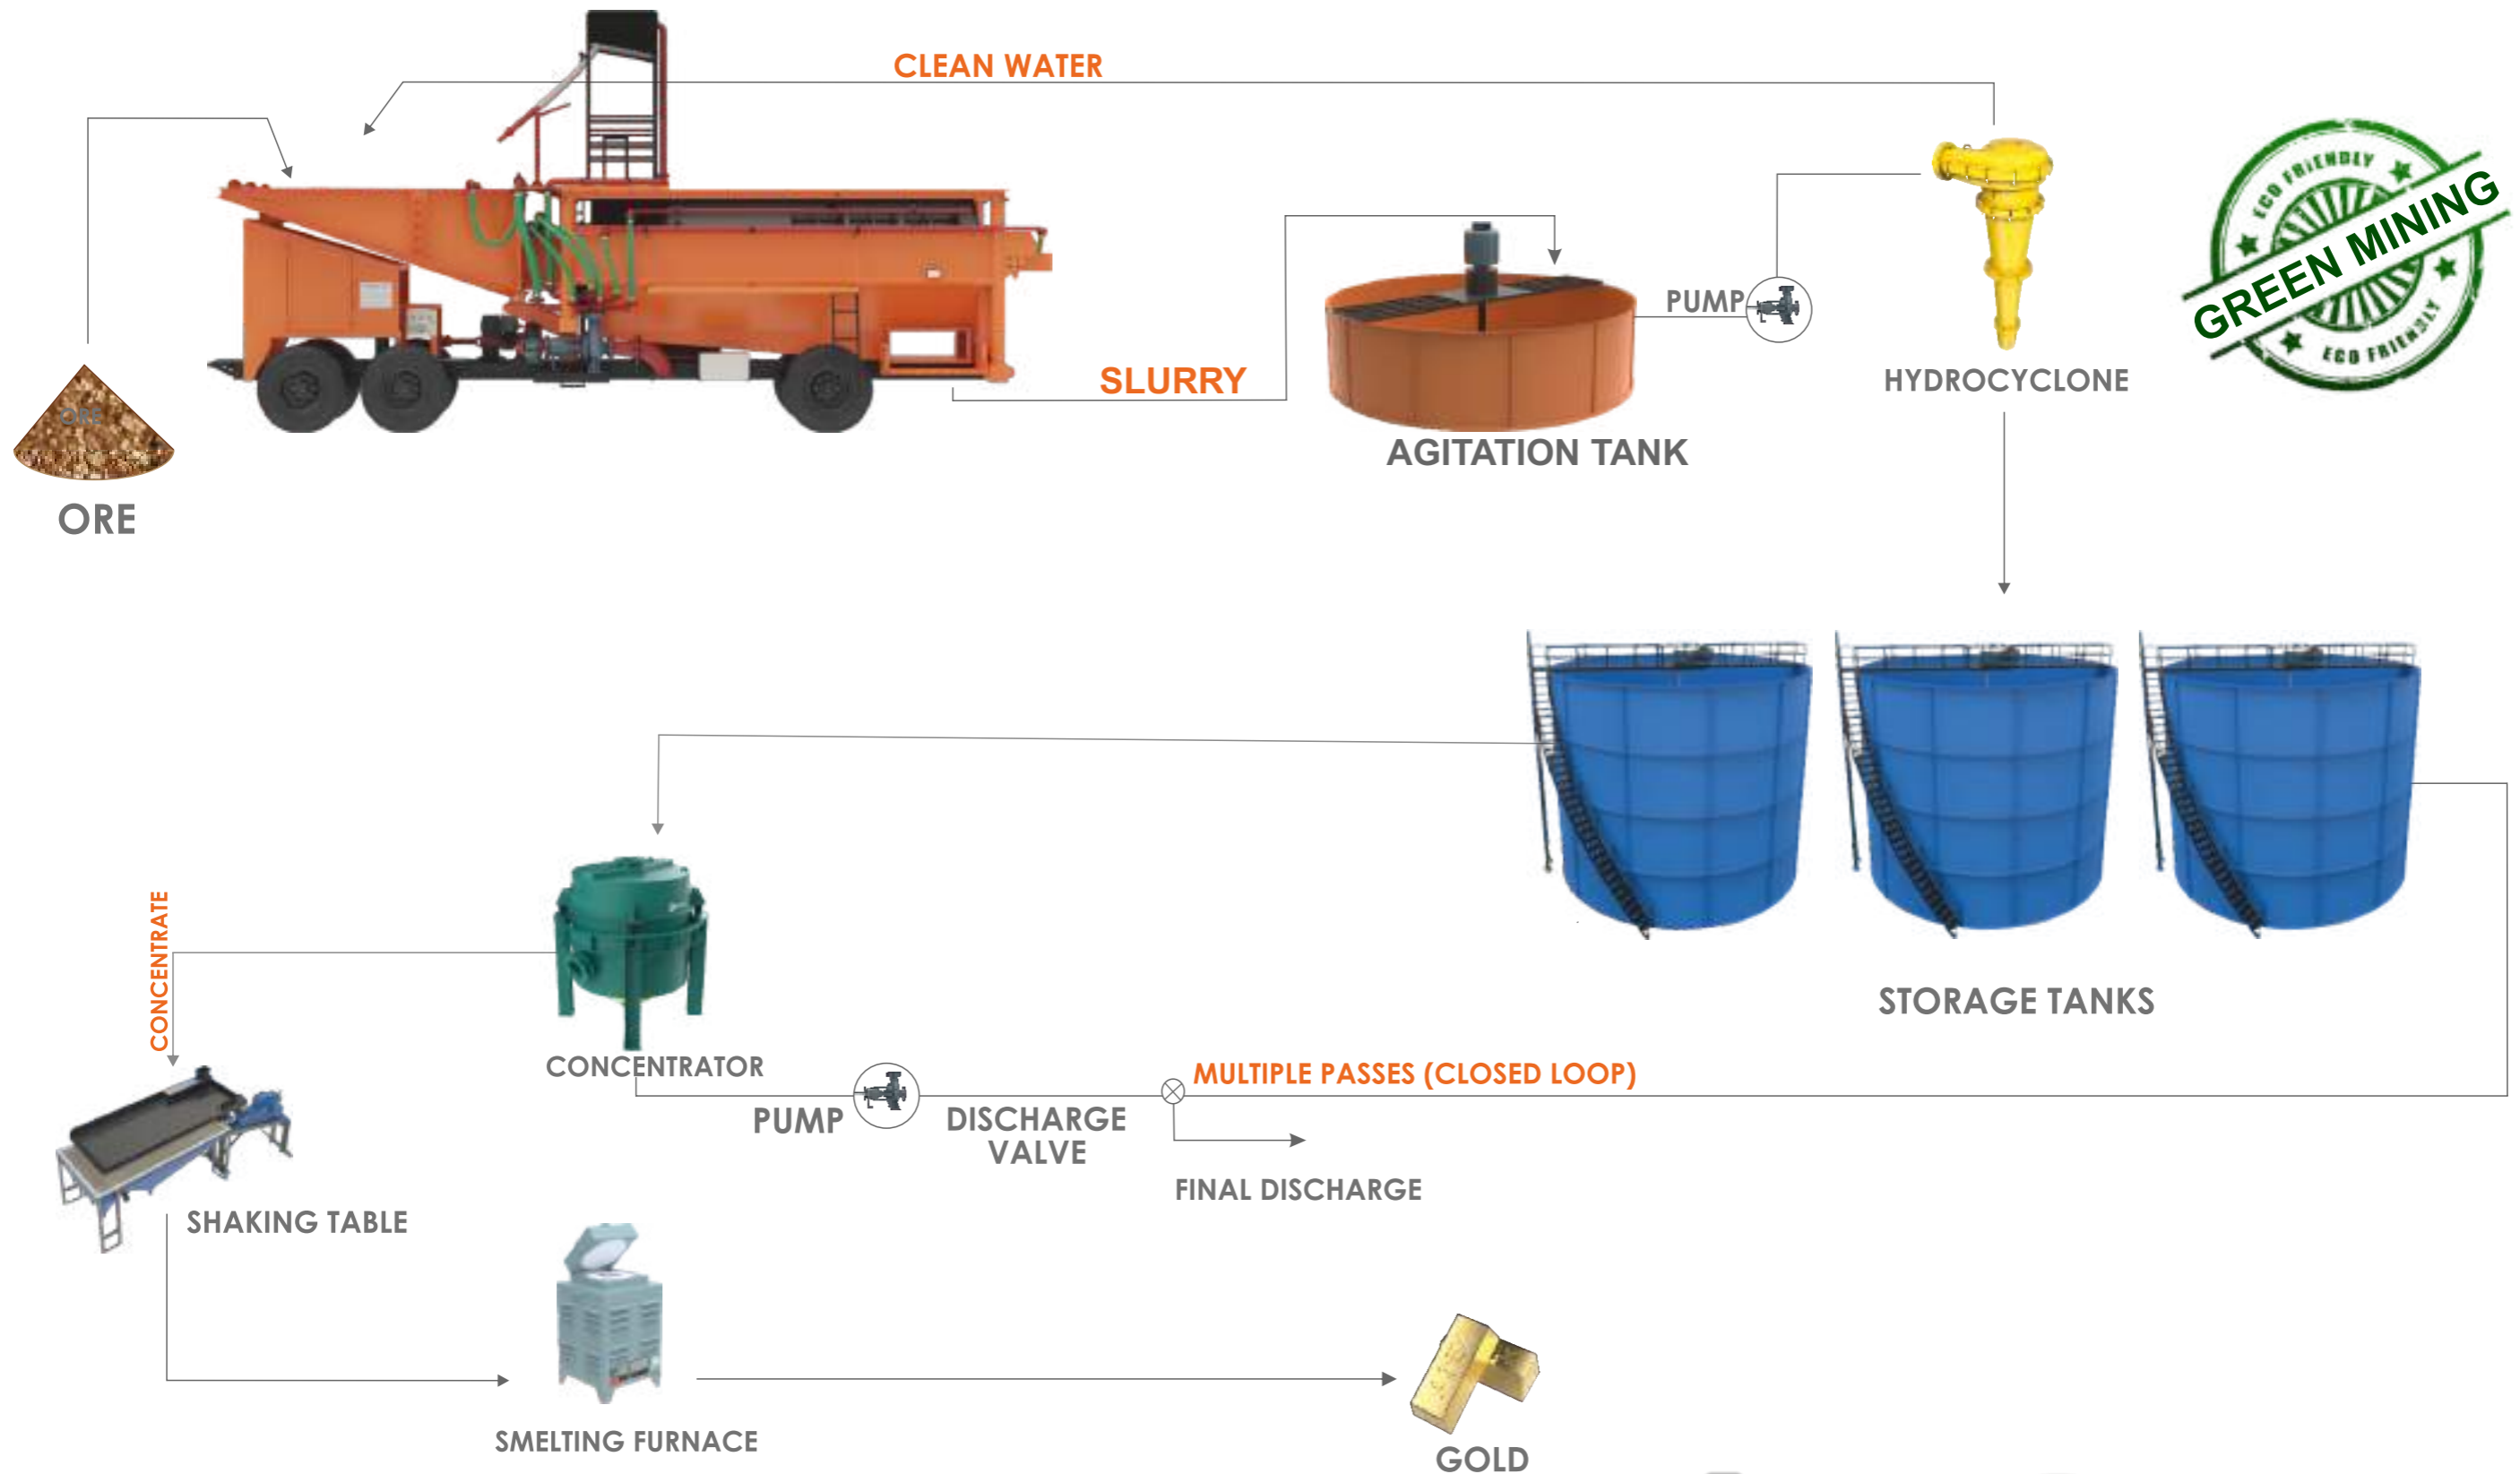 CLEAN WATER
ECO FRIENDLY
GREEN MINING
ECO FRIENDLY
PUMP
HYDROCYCLONE
SLURRY
AGITATION TANK
ORE
ORE
CONCENTRATE
STORAGE TANKS
CONCENTRATOR
MULTIPLE PASSES (CLOSED LOOP)
PUMP
DISCHARGE
VALVE
FINAL DISCHARGE
SHAKING TABLE
SMELTING FURNACE
GOLD